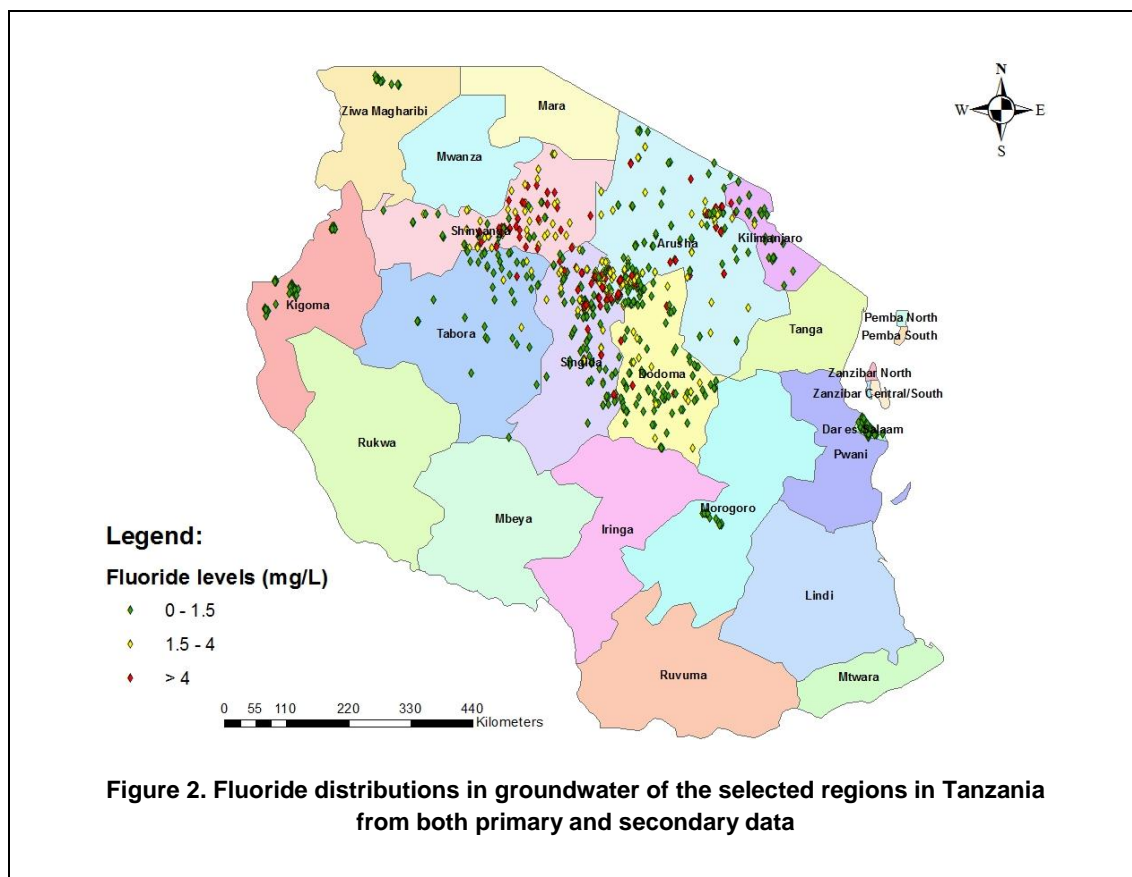 N
W E
S
Ziwa Magharibi
Mara
Mwanza
Shinyanga
Arusha
Kilimanjaro
Kigoma
Tabora
Singida
Dodoma
Tanga
Pemba North
Pemba South
Zanzibar North
Zanzibar Central/South
Dar es Salaam
Pwani
Rukwa
Mbeya
Iringa
Morogoro
Lindi
Ruvuma
Mtwara
Legend:
Fluoride levels (mg/L)
0 - 1.5
1.5 - 4
> 4
0 55 110 220 330 440
Kilometers
Figure 2. Fluoride distributions in groundwater of the selected regions in Tanzania
from both primary and secondary data